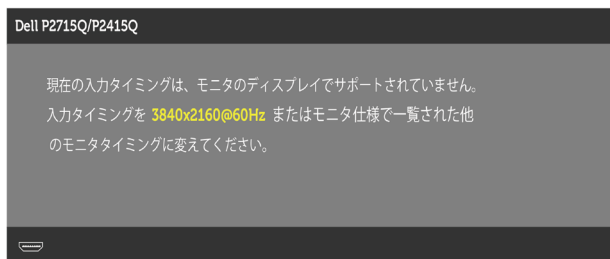 Dell P2715Q/P2415Q
現在の入力タイミングは、モニタのディスプレイでサポートされていません。
入力タイミングを 3840x2160@60Hz またはモニタ仕様で一覧された他
のモニタタイミングに変えてください。